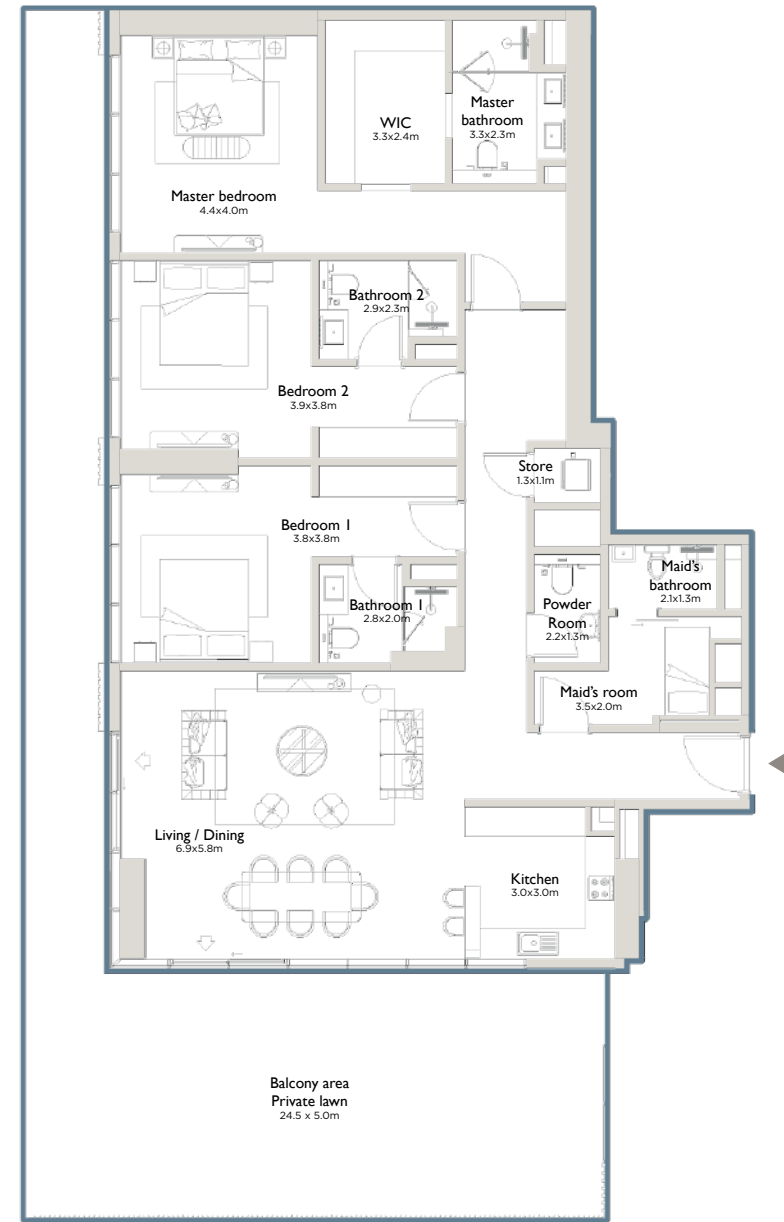 WIC
3.3x2.4m
Master
bathroom
3.3x2.3m
Master bedroom
4.4x4.0m
Bathroom 2
2.9x2.3m
Bedroom 2
3.9x3.8m
Store
1.3x1.1m
Bedroom 1
3.8x3.8m
Maid's
bathroom
2.1x1.3m
Bathroom 1
2.8x2.0m
Powder
Room
2.2x1.3m
Maid's room
3.5x2.0m
Living / Dining
6.9x5.8m
Kitchen
3.0x3.0m
Balcony area
Private lawn
24.5 x 5.0m